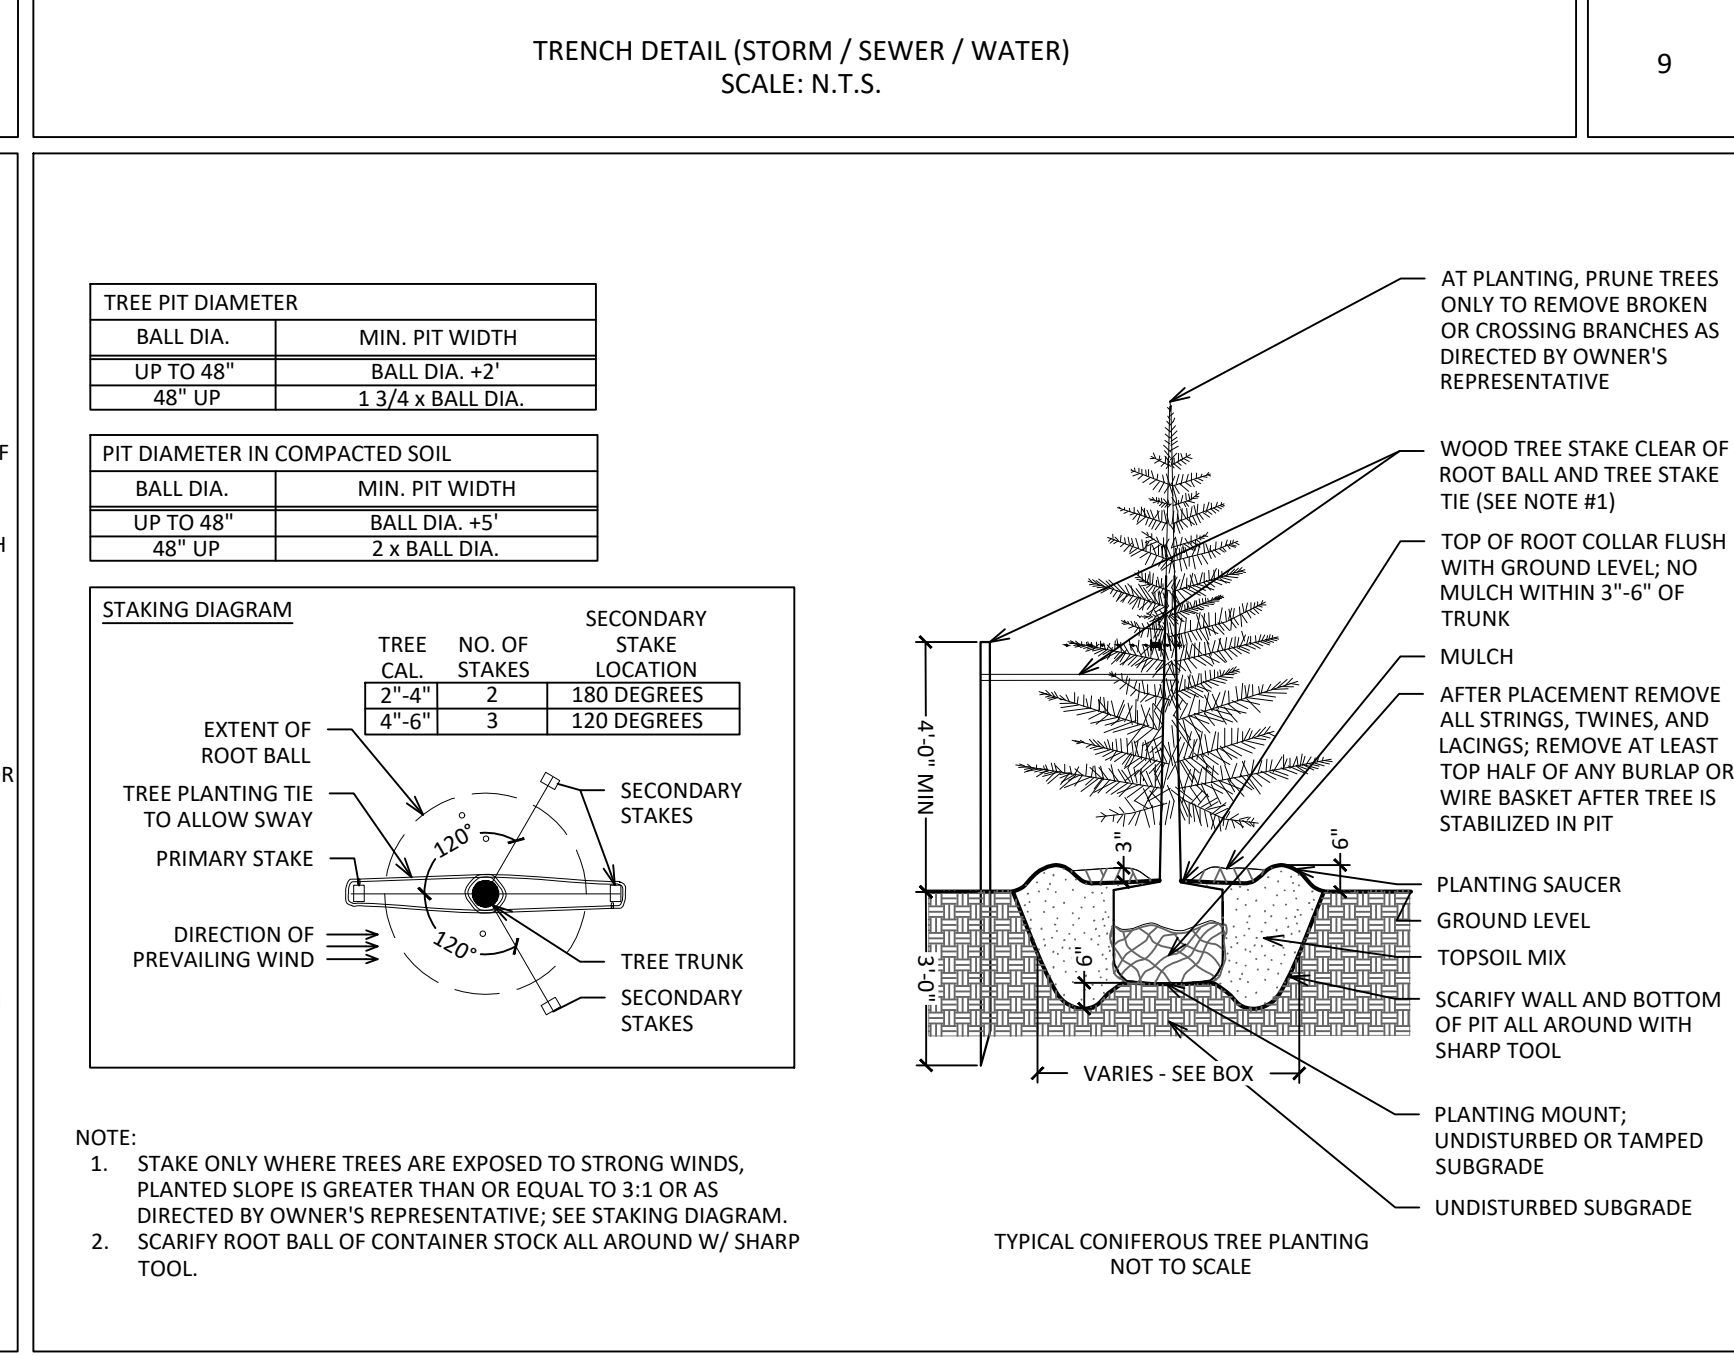 TRENCH DETAIL (STORM / SEWER / WATER)
SCALE: N.T.S.
9
F
H
R
TREE PIT DIAMETER
BALL DIA. MIN. PIT WIDTH
UP TO 48" BALL DIA. +2'
48" UP 1 3/4 x BALL DIA.
PIT DIAMETER IN COMPACTED SOIL
BALL DIA. MIN. PIT WIDTH
UP TO 48" BALL DIA. +5'
48" UP 2 x BALL DIA.
STAKING DIAGRAM
TREE
CAL.
NO. OF
STAKES
SECONDARY
STAKE
LOCATION
2"-4" 2 180 DEGREES
4"-6" 3 120 DEGREES
EXTENT OF
ROOT BALL
TREE PLANTING TIE
TO ALLOW SWAY
PRIMARY STAKE
DIRECTION OF
PREVAILING WIND
120°
120°
SECONDARY
STAKES
TREE TRUNK
SECONDARY
STAKES
NOTE:
1. STAKE ONLY WHERE TREES ARE EXPOSED TO STRONG WINDS,
PLANTED SLOPE IS GREATER THAN OR EQUAL TO 3:1 OR AS
DIRECTED BY OWNER'S REPRESENTATIVE; SEE STAKING DIAGRAM.
2. SCARIFY ROOT BALL OF CONTAINER STOCK ALL AROUND W/ SHARP
TOOL.
4'-0" MIN
3'-0"
3"
6"
6"
VARIES - SEE BOX
AT PLANTING, PRUNE TREES
ONLY TO REMOVE BROKEN
OR CROSSING BRANCHES AS
DIRECTED BY OWNER'S
REPRESENTATIVE
WOOD TREE STAKE CLEAR OF
ROOT BALL AND TREE STAKE
TIE (SEE NOTE #1)
TOP OF ROOT COLLAR FLUSH
WITH GROUND LEVEL; NO
MULCH WITHIN 3"-6" OF
TRUNK
MULCH
AFTER PLACEMENT REMOVE
ALL STRINGS, TWINES, AND
LACINGS; REMOVE AT LEAST
TOP HALF OF ANY BURLAP OR
WIRE BASKET AFTER TREE IS
STABILIZED IN PIT
PLANTING SAUCER
GROUND LEVEL
TOPSOIL MIX
SCARIFY WALL AND BOTTOM
OF PIT ALL AROUND WITH
SHARP TOOL
PLANTING MOUNT;
UNDISTURBED OR TAMPED
SUBGRADE
UNDISTURBED SUBGRADE
TYPICAL CONIFEROUS TREE PLANTING
NOT TO SCALE